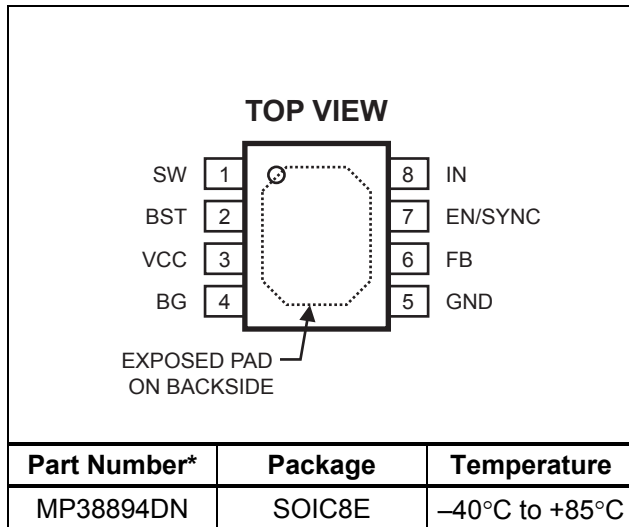 TOP VIEW
SW 1 8 IN
BST 2 7 EN/SYNC
VCC 3 6 FB
BG 4 5 GND
EXPOSED PAD
ON BACKSIDE
Part Number* Package Temperature
MP38894DN SOIC8E –40°C to +85°C